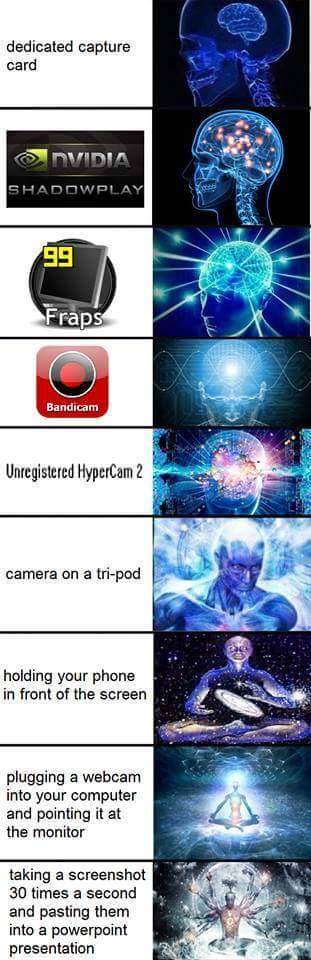 dedicated capture
card
NVIDIA
SHADOWPLAY
99
Fraps
Bandicam
Unregistered HyperCam 2
camera on a tri-pod
holding your phone
in front of the screen
plugging a webcam
into your computer
and pointing it at
the monitor
taking a screenshot
30 times a second
and pasting them
into a powerpoint
presentation